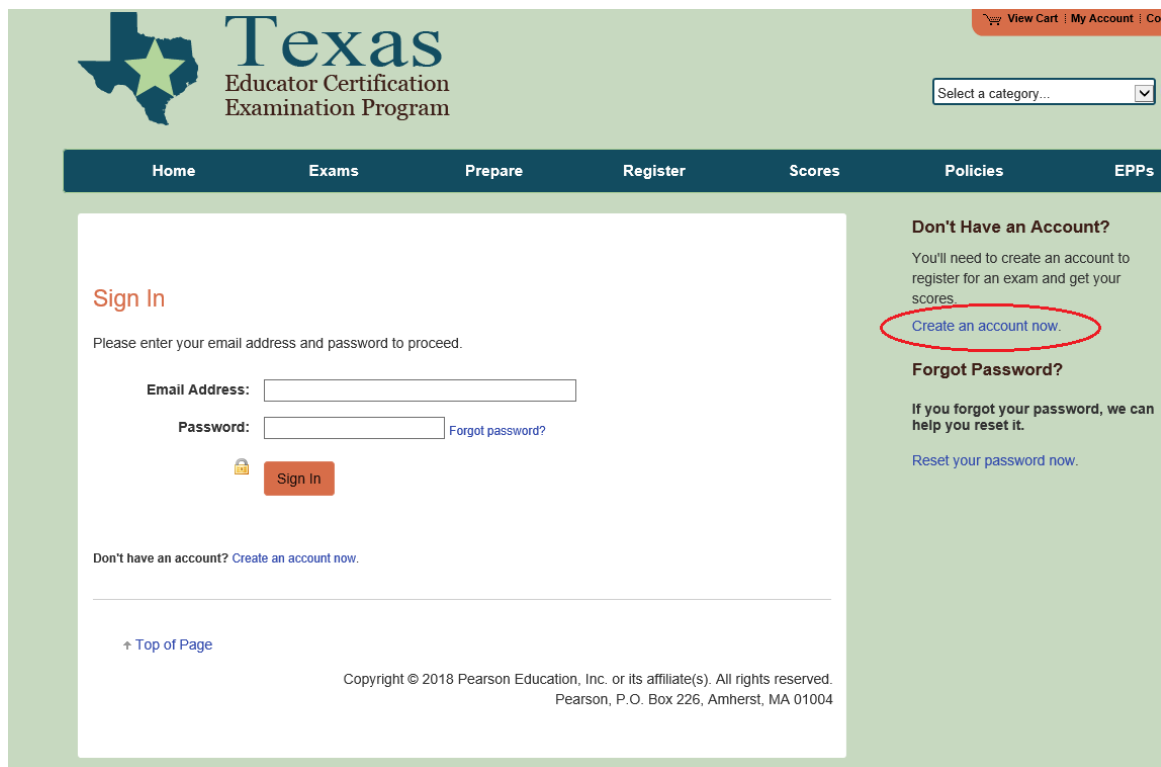 View Cart | My Account | Co
Texas
Educator Certification
Examination Program
Select a category...
Home Exams Prepare Register Scores Policies EPPs
Sign In
Please enter your email address and password to proceed.
Email Address:
Password:
Forgot password?
Sign In
Don't have an account? Create an account now.
Top of Page
Copyright © 2018 Pearson Education, Inc. or its affiliate(s). All rights reserved.
Pearson, P.O. Box 226, Amherst, MA 01004
Don't Have an Account?
You'll need to create an account to
register for an exam and get your
scores.
Create an account now.
Forgot Password?
If you forgot your password, we can
help you reset it.
Reset your password now.